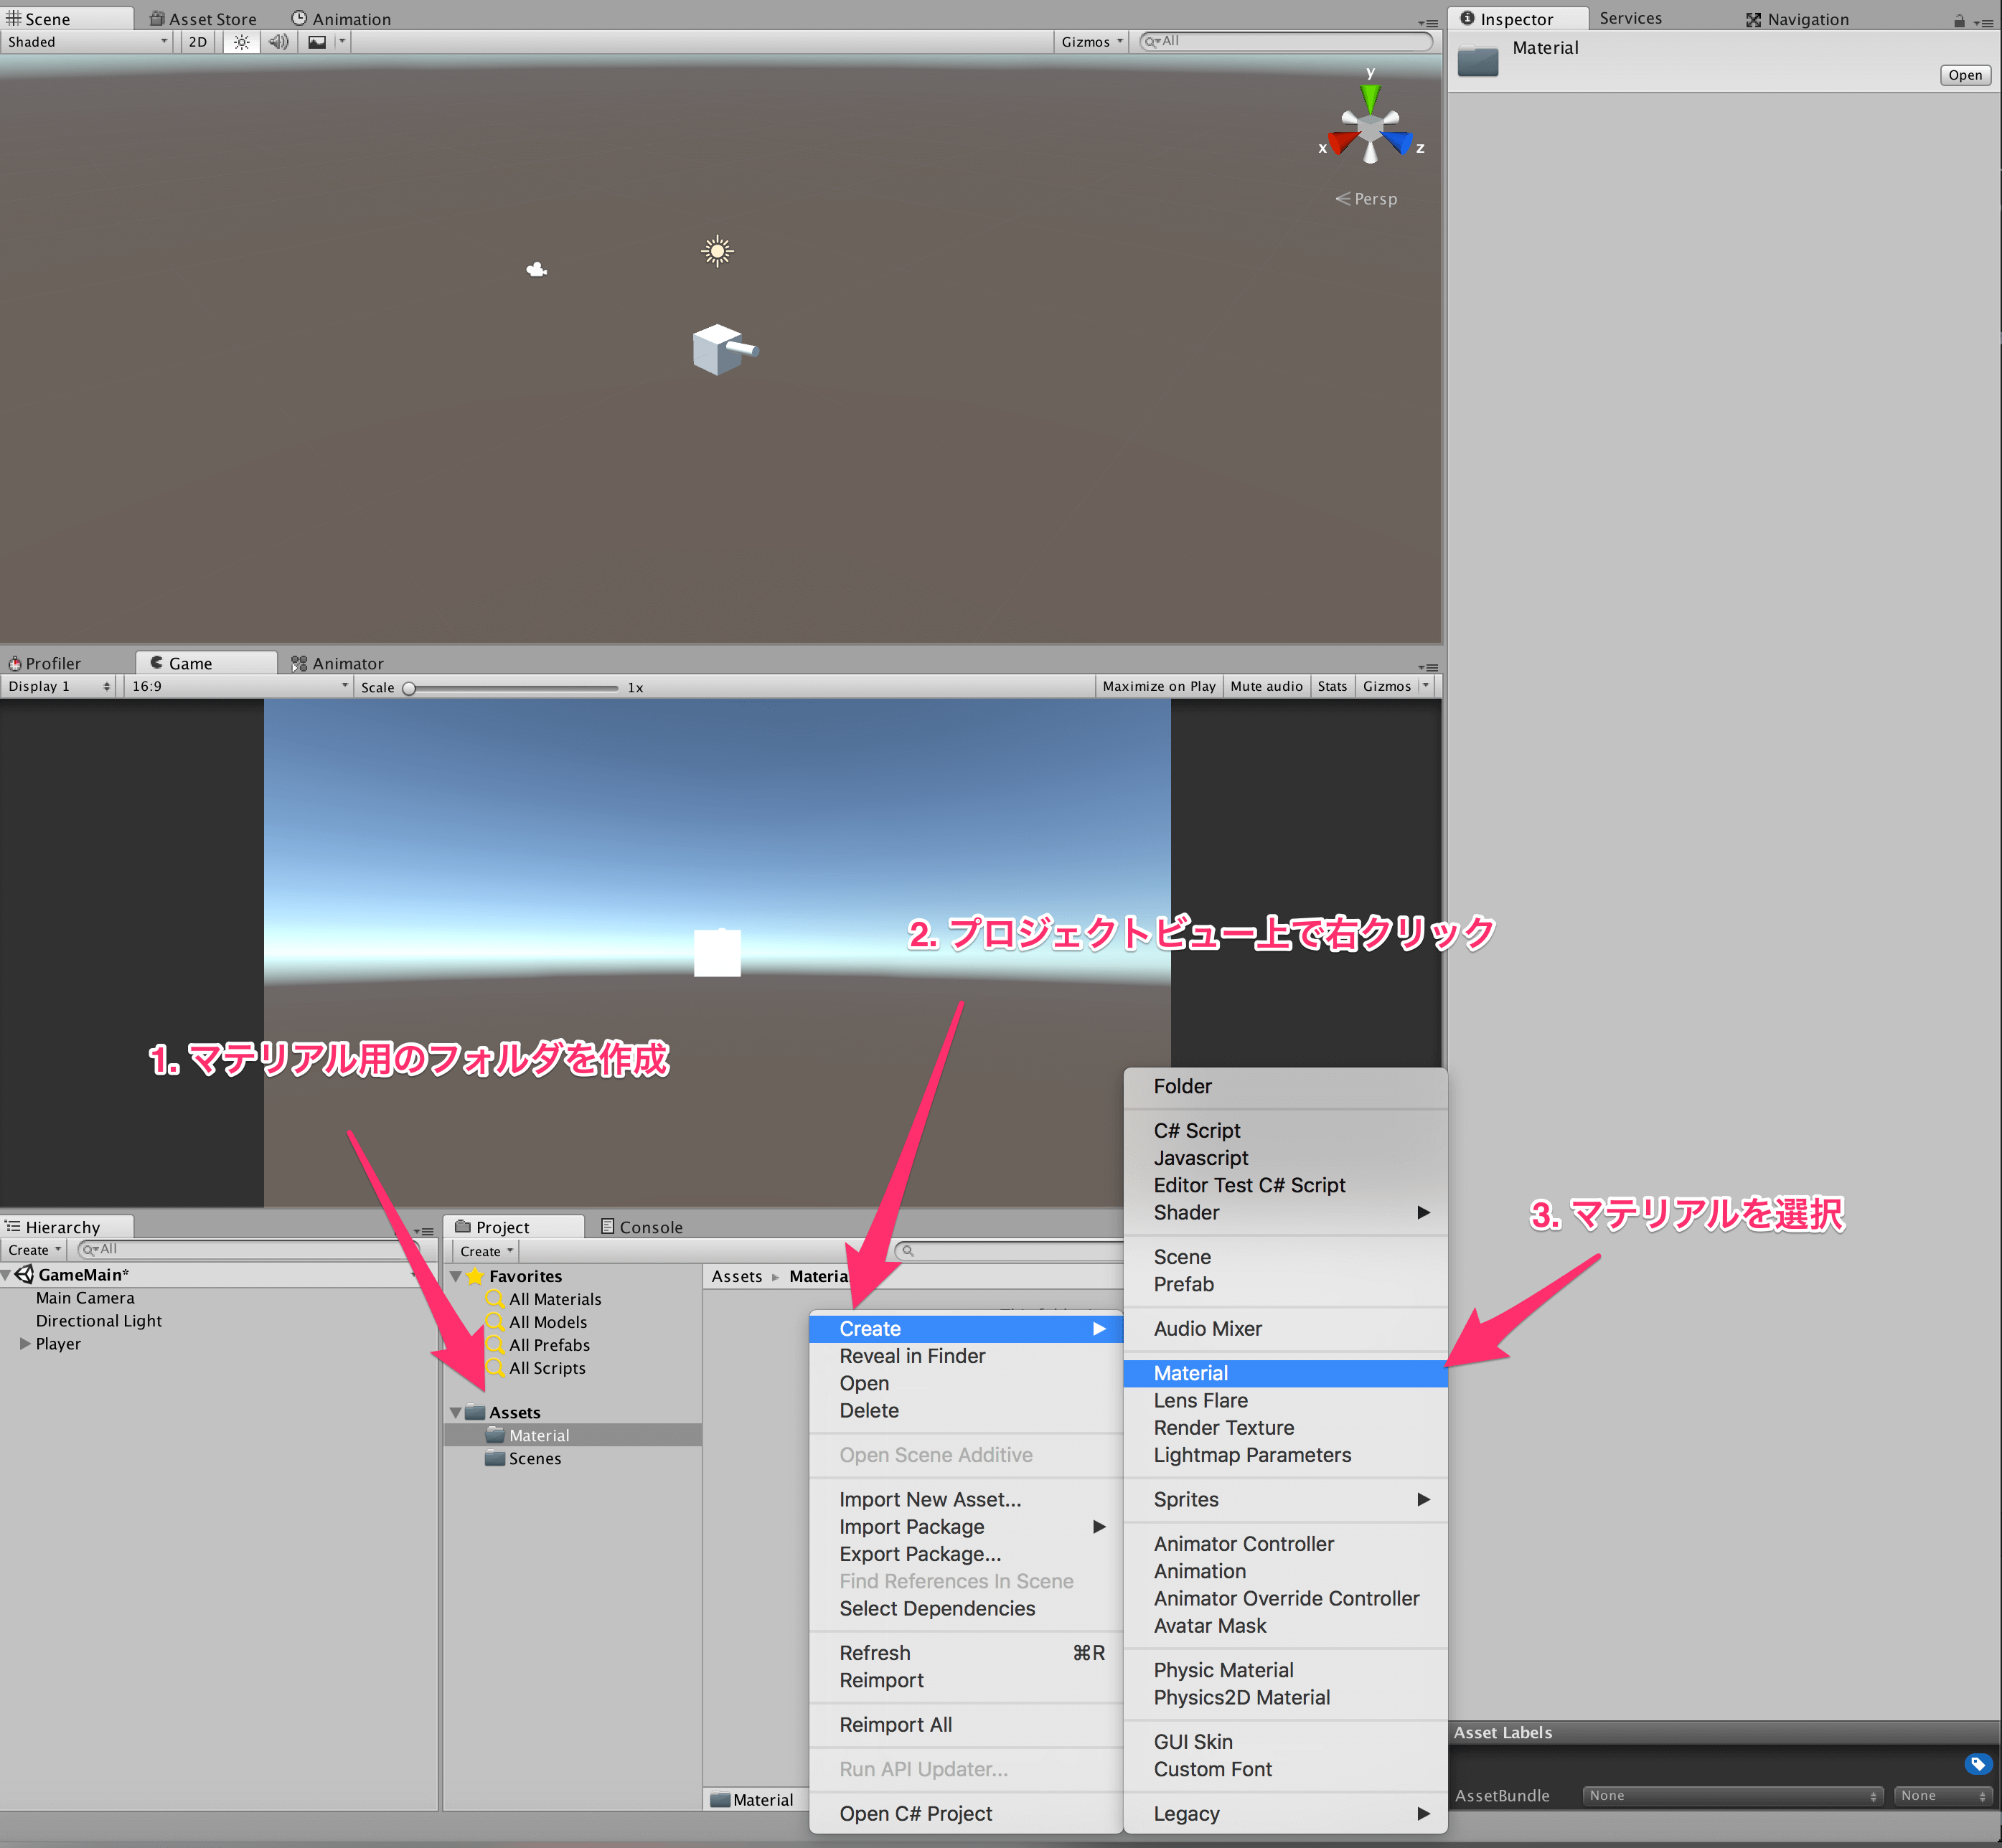 Scene Asset Store Animation
Shaded 2D Gizmos All
y
x z
Persp
Inspector Services Navigation
Material
Open
Profiler Game Animator
Display 1 16:9 Scale 1x Maximize on Play Mute audio Stats Gizmos
2. プロジェクトビュー上で右クリック
1. マテリアル用のフォルダを作成
3. マテリアルを選択
Hierarchy
Create All
GameMain*
Main Camera
Directional Light
Player
Project Console
Create
Favorites
All Materials
All Models
All Prefabs
All Scripts
Assets
Material
Scenes
Assets Materia
Material
Create
Reveal in Finder
Open
Delete
Open Scene Additive
Import New Asset...
Import Package
Export Package...
Find References In Scene
Select Dependencies
Refresh ⌘R
Reimport
Reimport All
Run API Updater...
Open C# Project
Folder
C# Script
Javascript
Editor Test C# Script
Shader
Scene
Prefab
Audio Mixer
Material
Lens Flare
Render Texture
Lightmap Parameters
Sprites
Animator Controller
Animation
Animator Override Controller
Avatar Mask
Physic Material
Physics2D Material
GUI Skin
Custom Font
Legacy
Asset Labels
AssetBundle None None